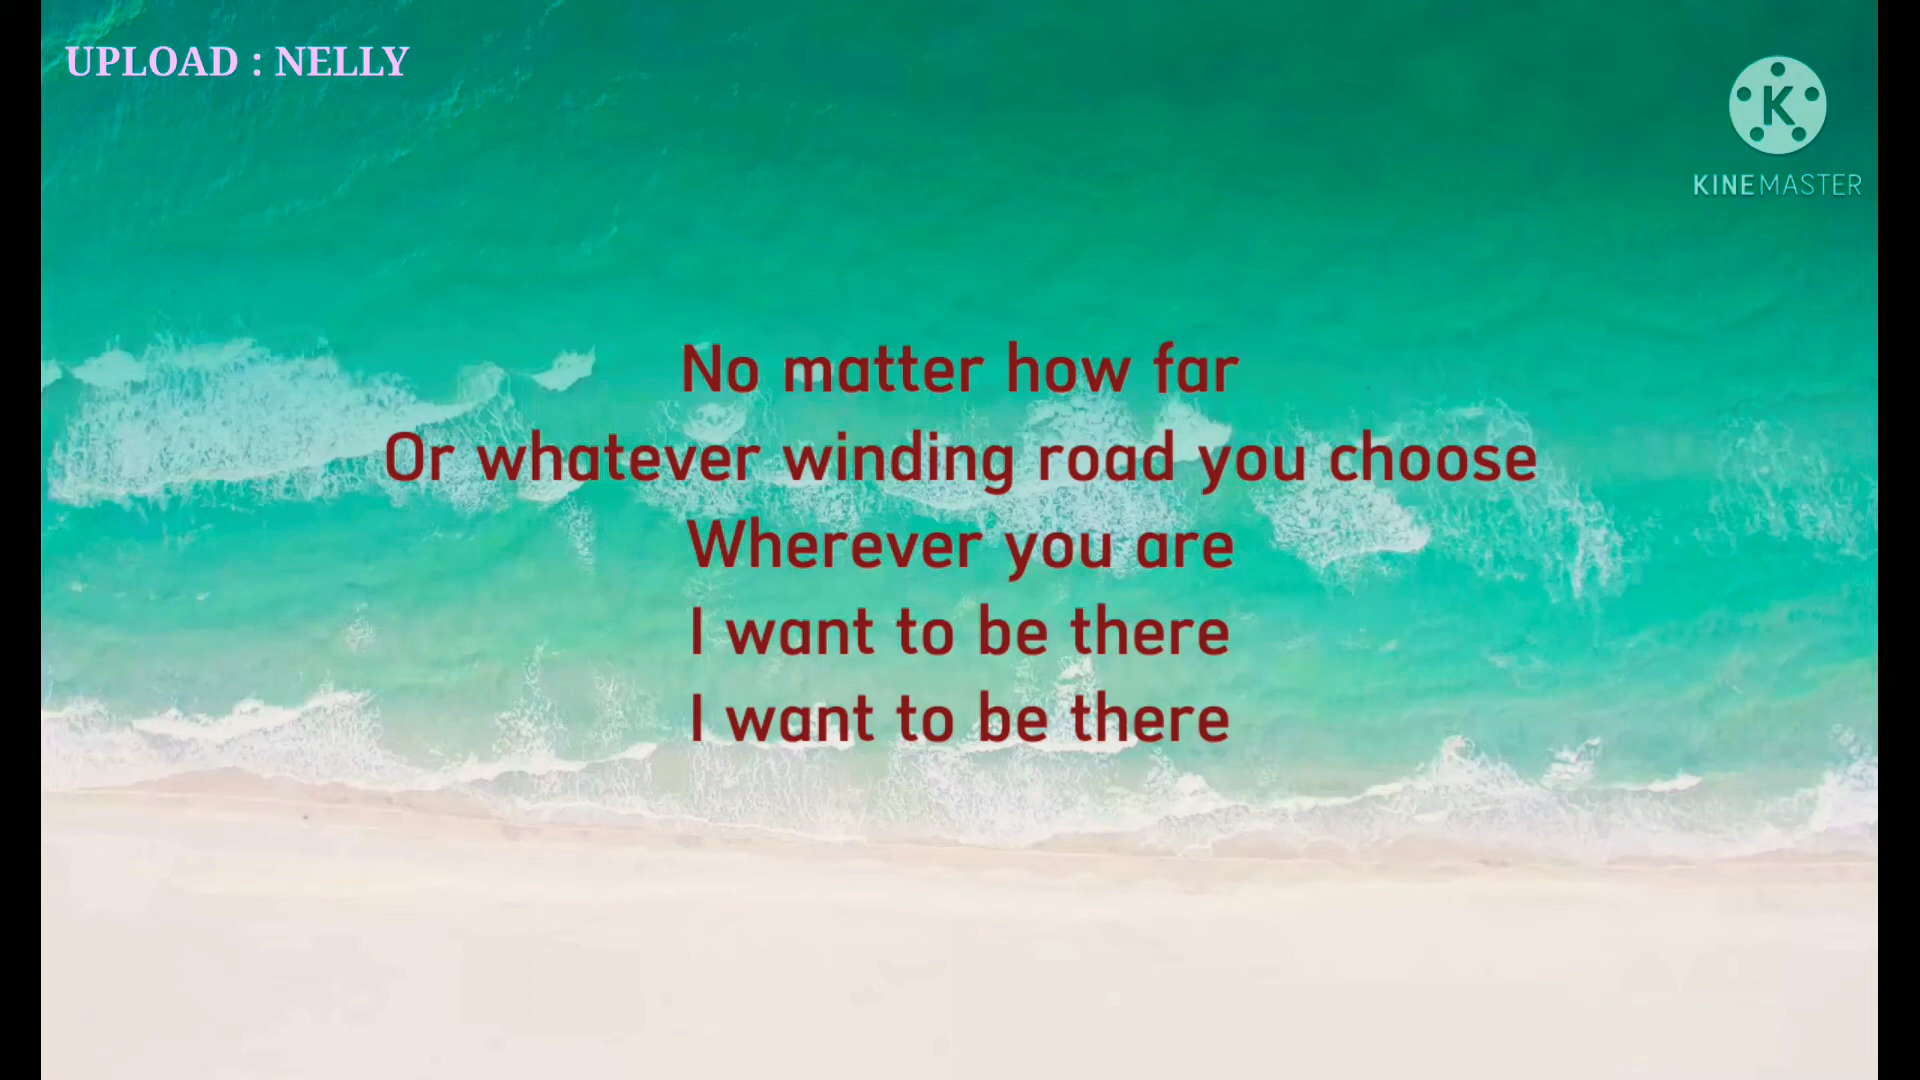 UPLOAD : NELLY
K
KINEMASTER
No matter how far
Or whatever winding road you choose
Wherever you are
I want to be there
I want to be there